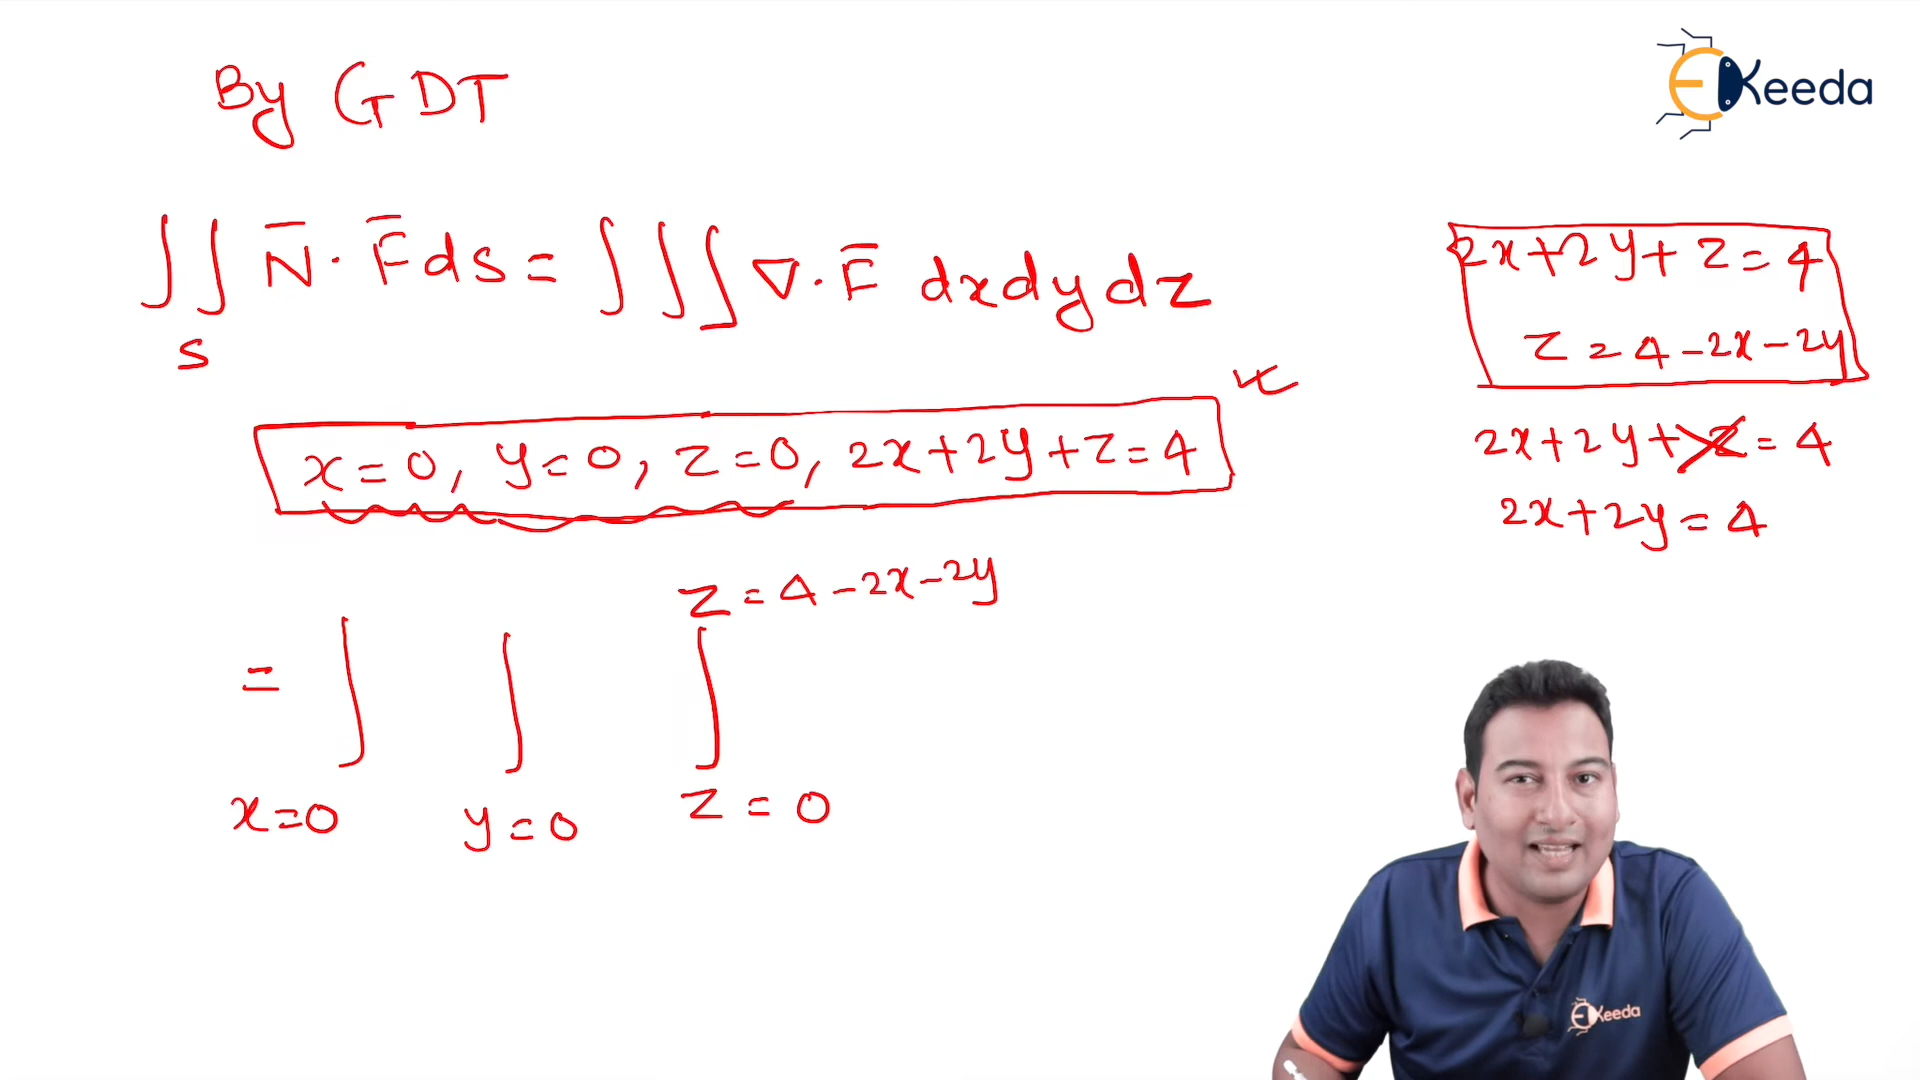 By GDT
EKeeda
∬ N̄·F̄ ds = ∭ ∇·F̄ dxdydz
S
x=0, y=0, z=0, 2x+2y+z=4
z=4-2x-2y
= ∫ ∫ ∫
x=0 y=0 z=0
2x+2y+z=4
z=4-2x-2y
2x+2y+z=4
2x+2y=4
EKeeda